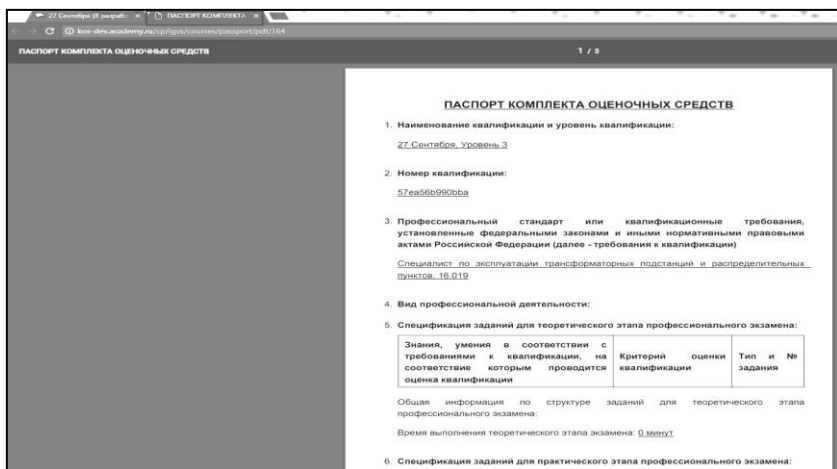 27 Сентября (В разрабс
ПАСПОРТ КОМПЛЕКТА
kos-dev.academy.ru/cp/igvs/courses/passport/pdf/164
ПАСПОРТ КОМПЛЕКТА ОЦЕНОЧНЫХ СРЕДСТВ
1 / 3
ПАСПОРТ КОМПЛЕКТА ОЦЕНОЧНЫХ СРЕДСТВ
1. Наименование квалификации и уровень квалификации:
27 Сентября, Уровень 3
2. Номер квалификации:
57ea56b990bba
3. Профессиональный стандарт или квалификационные требования,
установленные федеральными законами и иными нормативными правовыми
актами Российской Федерации (далее - требования к квалификации)
Специалист по эксплуатации трансформаторных подстанций и распределительных
пунктов, 16.019
4. Вид профессиональной деятельности:
5. Спецификация заданий для теоретического этапа профессионального экзамена:
Знания, умения в соответствии с
требованиями к квалификации, на
соответствие которым проводится
оценка квалификации
Критерий оценки
квалификации
Тип и №
задания
Общая информация по структуре заданий для теоретического этапа
профессионального экзамена:
Время выполнения теоретического этапа экзамена: 0 минут
6. Спецификация заданий для практического этапа профессионального экзамена: